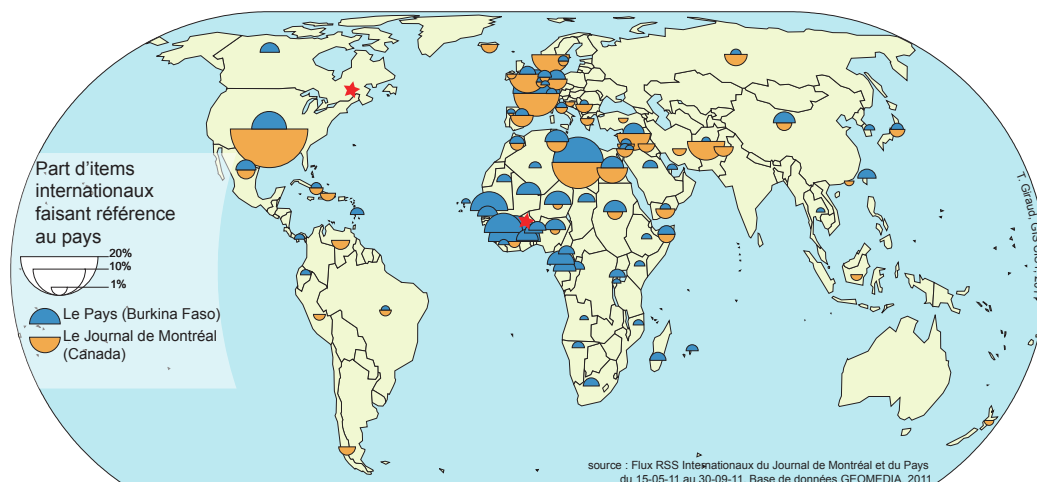 Part d'items
internationaux
faisant référence
au pays
20%
10%
1%
Le Pays (Burkina Faso)
Le Journal de Montréal
(Canada)
T. Giraud,
source : Flux RSS Internationaux du Journal de Montréal et du Pays
du 15-05-11 au 30-09-11. Base de données GEOMEDIA, 2011